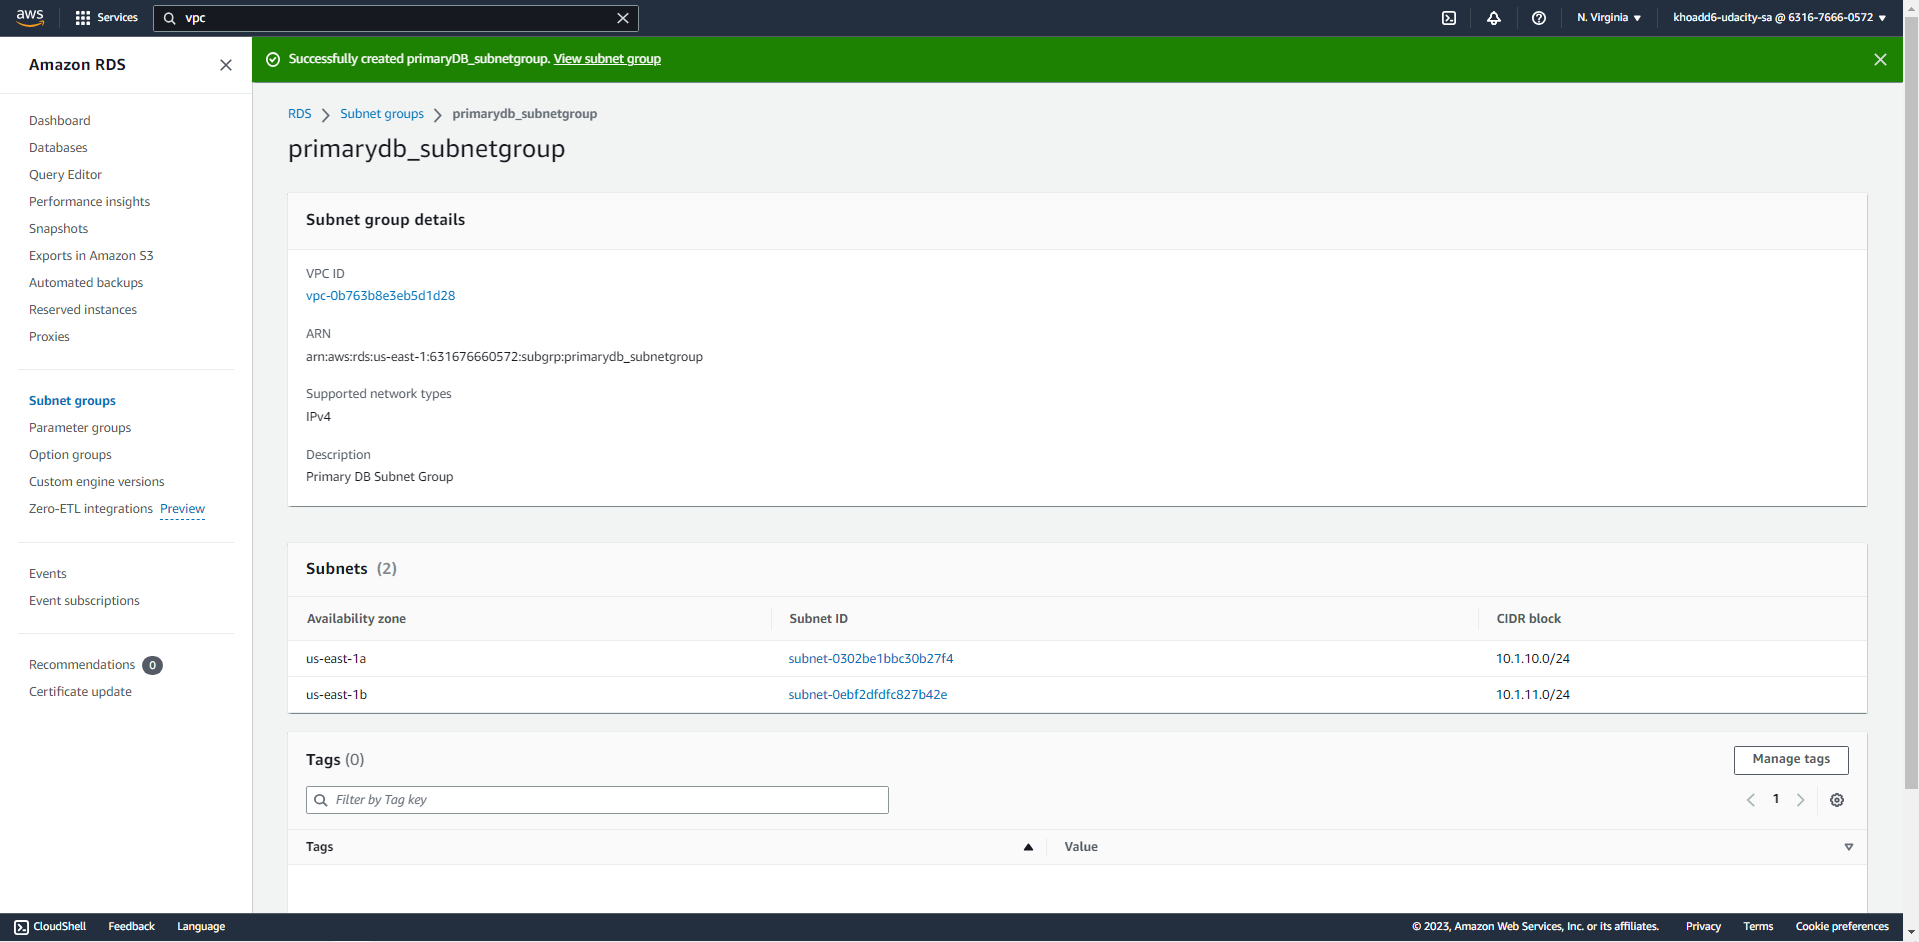 aws Services vpc N. Virginia khoadd6-udacity-sa @ 6316-7666-0572
Amazon RDS
Dashboard
Databases
Query Editor
Performance insights
Snapshots
Exports in Amazon S3
Automated backups
Reserved instances
Proxies
Subnet groups
Parameter groups
Option groups
Custom engine versions
Zero-ETL integrations Preview
Events
Event subscriptions
Recommendations 0
Certificate update
Successfully created primaryDB_subnetgroup. View subnet group
RDS Subnet groups primarydb_subnetgroup
primarydb_subnetgroup
Subnet group details
VPC ID
vpc-0b763b8e3eb5d1d28
ARN
arn:aws:rds:us-east-1:631676660572:subgrp:primarydb_subnetgroup
Supported network types
IPv4
Description
Primary DB Subnet Group
Subnets (2)
Availability zone Subnet ID CIDR block
us-east-1a subnet-0302be1bbc30b27f4 10.1.10.0/24
us-east-1b subnet-0ebf2dfdfc827b42e 10.1.11.0/24
Tags (0) Manage tags
Filter by Tag key 1
Tags Value
CloudShell Feedback Language © 2023, Amazon Web Services, Inc. or its affiliates. Privacy Terms Cookie preferences